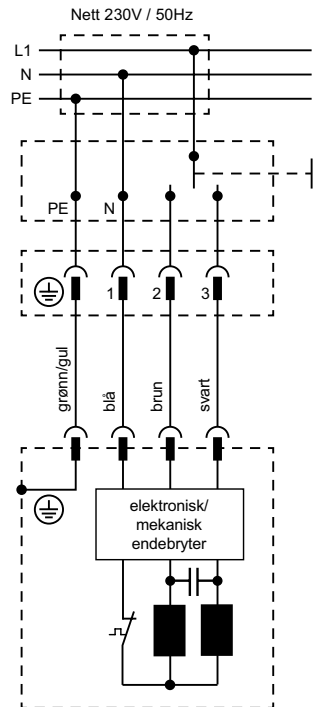 Nett 230V / 50Hz
L1
N
PE
PE N
1 2 3
grønn/gul
blå
brun
svart
elektronisk/
mekanisk
endebryter